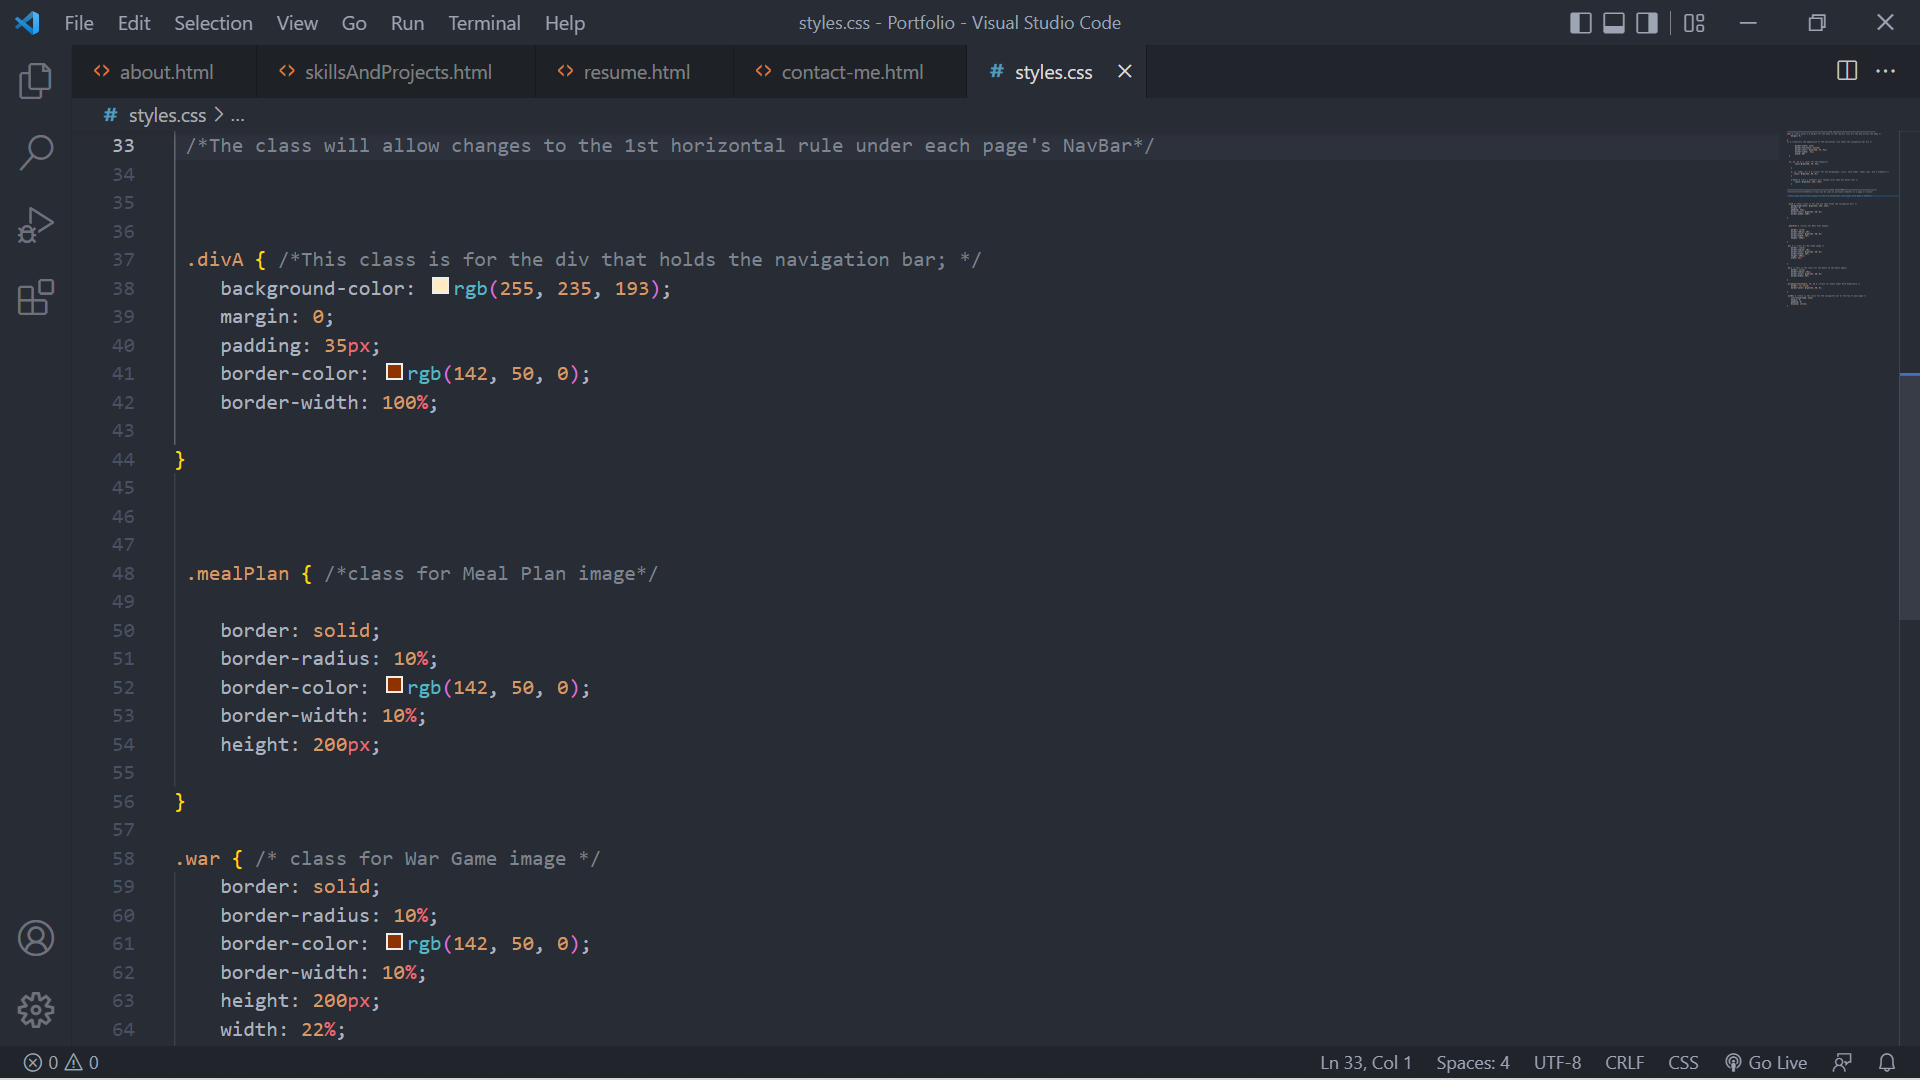 File Edit Selection View Go Run Terminal Help styles.css - Portfolio - Visual Studio Code
<> about.html <> skillsAndProjects.html <> resume.html <> contact-me.html # styles.css
# styles.css > ...
33 /*The class will allow changes to the 1st horizontal rule under each page's NavBar*/
34
35
36
37 .divA { /*This class is for the div that holds the navigation bar; */
38 background-color: rgb(255, 235, 193);
39 margin: 0;
40 padding: 35px;
41 border-color: rgb(142, 50, 0);
42 border-width: 100%;
43
44 }
45
46
47
48 .mealPlan { /*class for Meal Plan image*/
49
50 border: solid;
51 border-radius: 10%;
52 border-color: rgb(142, 50, 0);
53 border-width: 10%;
54 height: 200px;
55
56 }
57
58 .war { /* class for War Game image */
59 border: solid;
60 border-radius: 10%;
61 border-color: rgb(142, 50, 0);
62 border-width: 10%;
63 height: 200px;
64 width: 22%;
0 0 Ln 33, Col 1 Spaces: 4 UTF-8 CRLF CSS Go Live